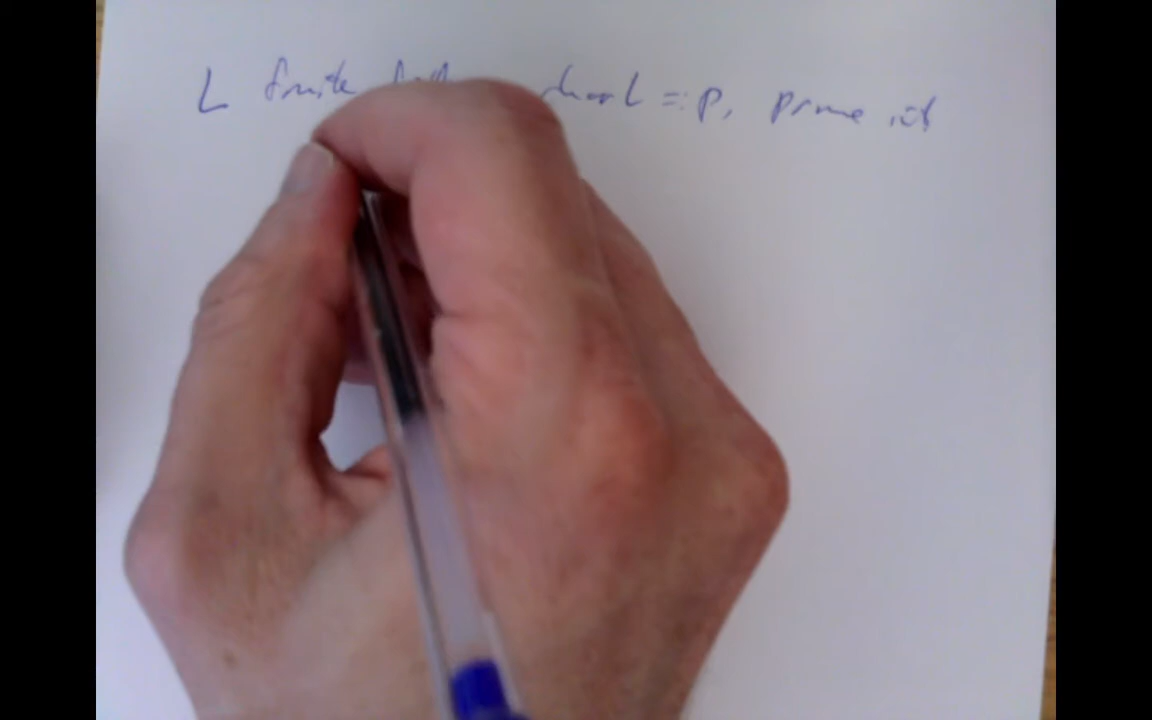 L finite char L = p, prime id